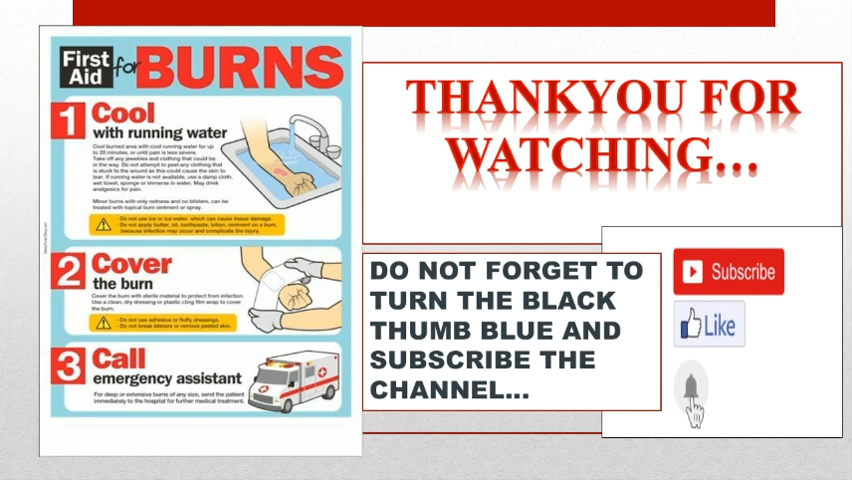 First
Aid
for
BURNS
1
Cool
with running water
Cool burned area with cool running water for up
to 20 minutes, or until pain is less severe.
Take off any jewelries and clothing that could be
in the way. Do not attempt to peel any clothing that
is stuck to the wound as this could cause the skin to
tear. If running water is not available, use a damp cloth,
wet towel, sponge or immerse in water. May drink
analgesics for pain.
Minor burns with only redness and no blisters, can be
treated with topical burn ointment or spray.
- Do not use ice or ice water, which can cause tissue damage.
- Do not apply butter, oil, toothpaste, lotion, ointment on a burn,
because infection may occur and complicate the injury.
2
Cover
the burn
Cover the burn with sterile material to protect from infection.
Use a clean, dry dressing or plastic cling film wrap to cover
the burn.
- Do not use adhesive or fluffy dressings.
- Do not break blisters or remove peeled skin.
3
Call
emergency assistant
For deep or extensive burns of any size, send the patient
immediately to the hospital for further medical treatment.
THANKYOU FOR
WATCHING...
DO NOT FORGET TO
TURN THE BLACK
THUMB BLUE AND
SUBSCRIBE THE
CHANNEL...
Subscribe
Like